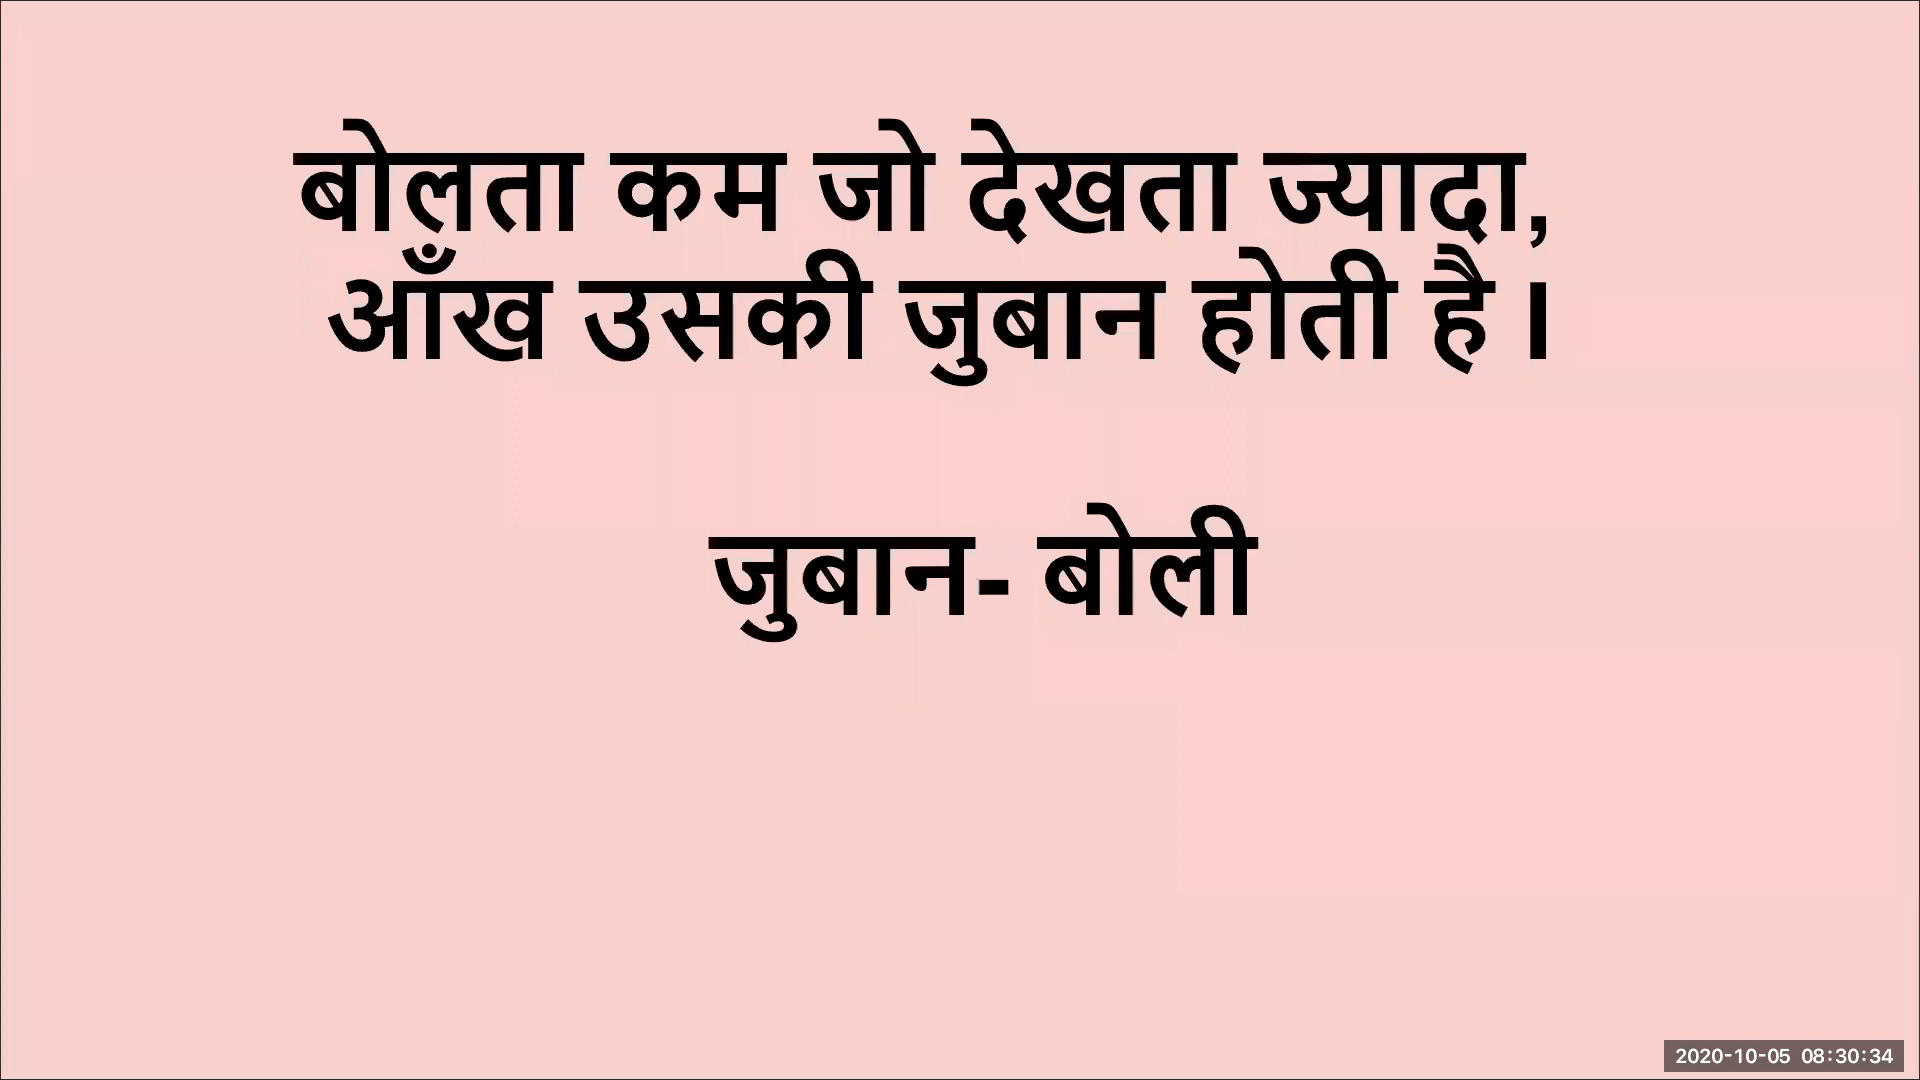 बोलता कम जो देखता ज्यादा,
आँख उसकी जुबान होती है ।
जुबान- बोली
2020-10-05 08:30:34